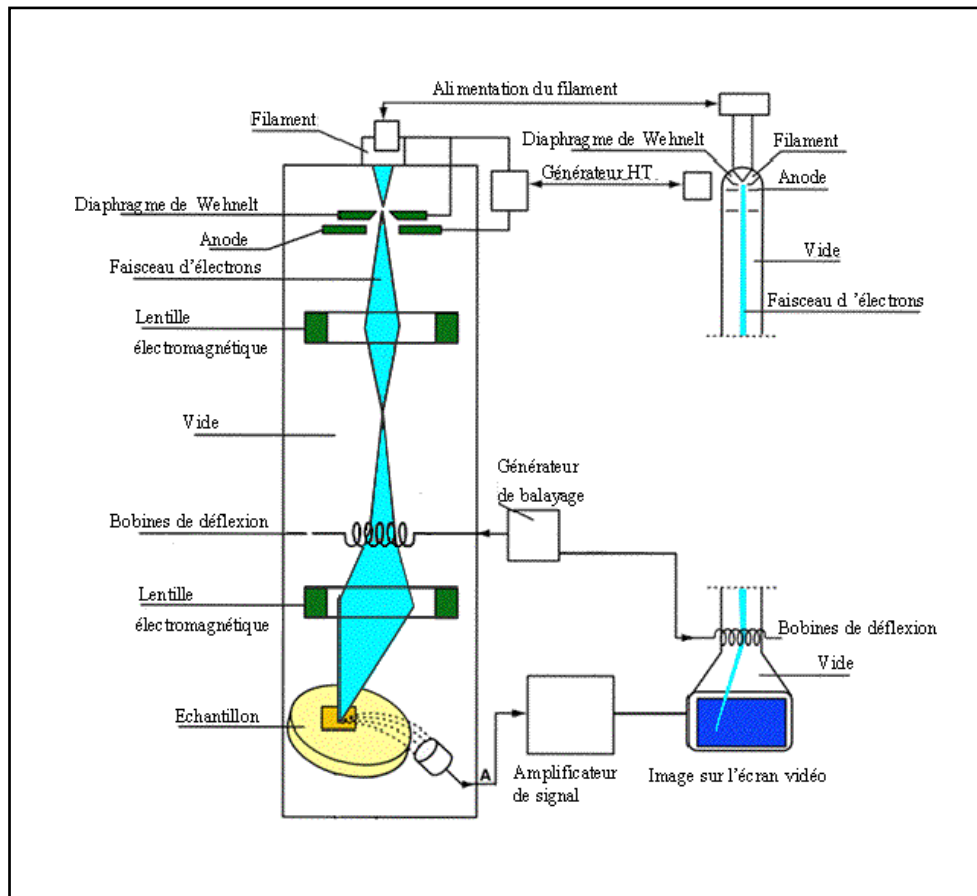 Alimentation du filament
Filament
Diaphragme de Wehnelt
Filament
Générateur HT
Anode
Diaphragme de Wehnelt
Anode
Vide
Faisceau d'électrons
Faisceau d 'électrons
Lentille
électromagnétique
Vide
Générateur
de balayage
Bobines de déflexion
Lentille
électromagnétique
Bobines de déflexion
Vide
Echantillon
A
Amplificateur
de signal
Image sur l'écran vidéo